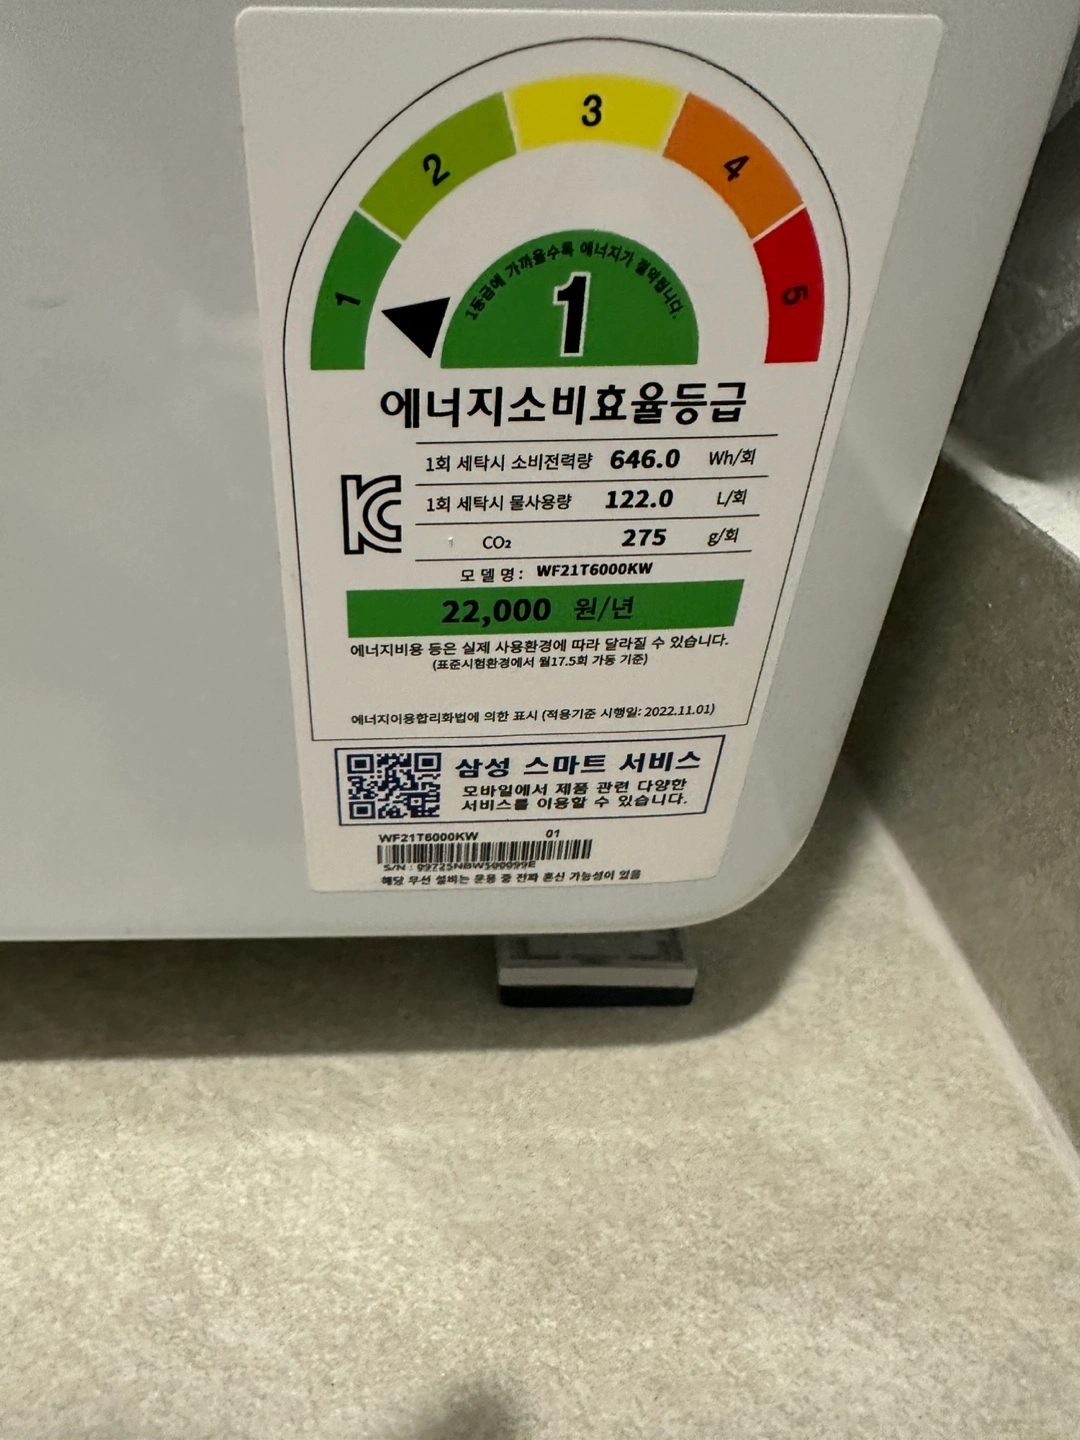 1
2
3
4
5
1등급에 가까울수록 에너지가 절약됩니다.
1
에너지소비효율등급
1회 세탁시 소비전력량 646.0 Wh/회
1회 세탁시 물사용량 122.0 L/회
CO₂ 275 g/회
모 델 명 : WF21T6000KW
22,000 원/년
에너지비용 등은 실제 사용환경에 따라 달라질 수 있습니다.
(표준시험환경에서 월17.5회 가동 기준)
에너지이용합리화법에 의한 표시 (적용기준 시행일: 2022.11.01)
삼성 스마트 서비스
모바일에서 제품 관련 다양한
서비스를 이용할 수 있습니다.
WF21T6000KW 01
S/N : 09725NBW500099E
해당 무선 설비는 운용 중 전파 혼신 가능성이 있음